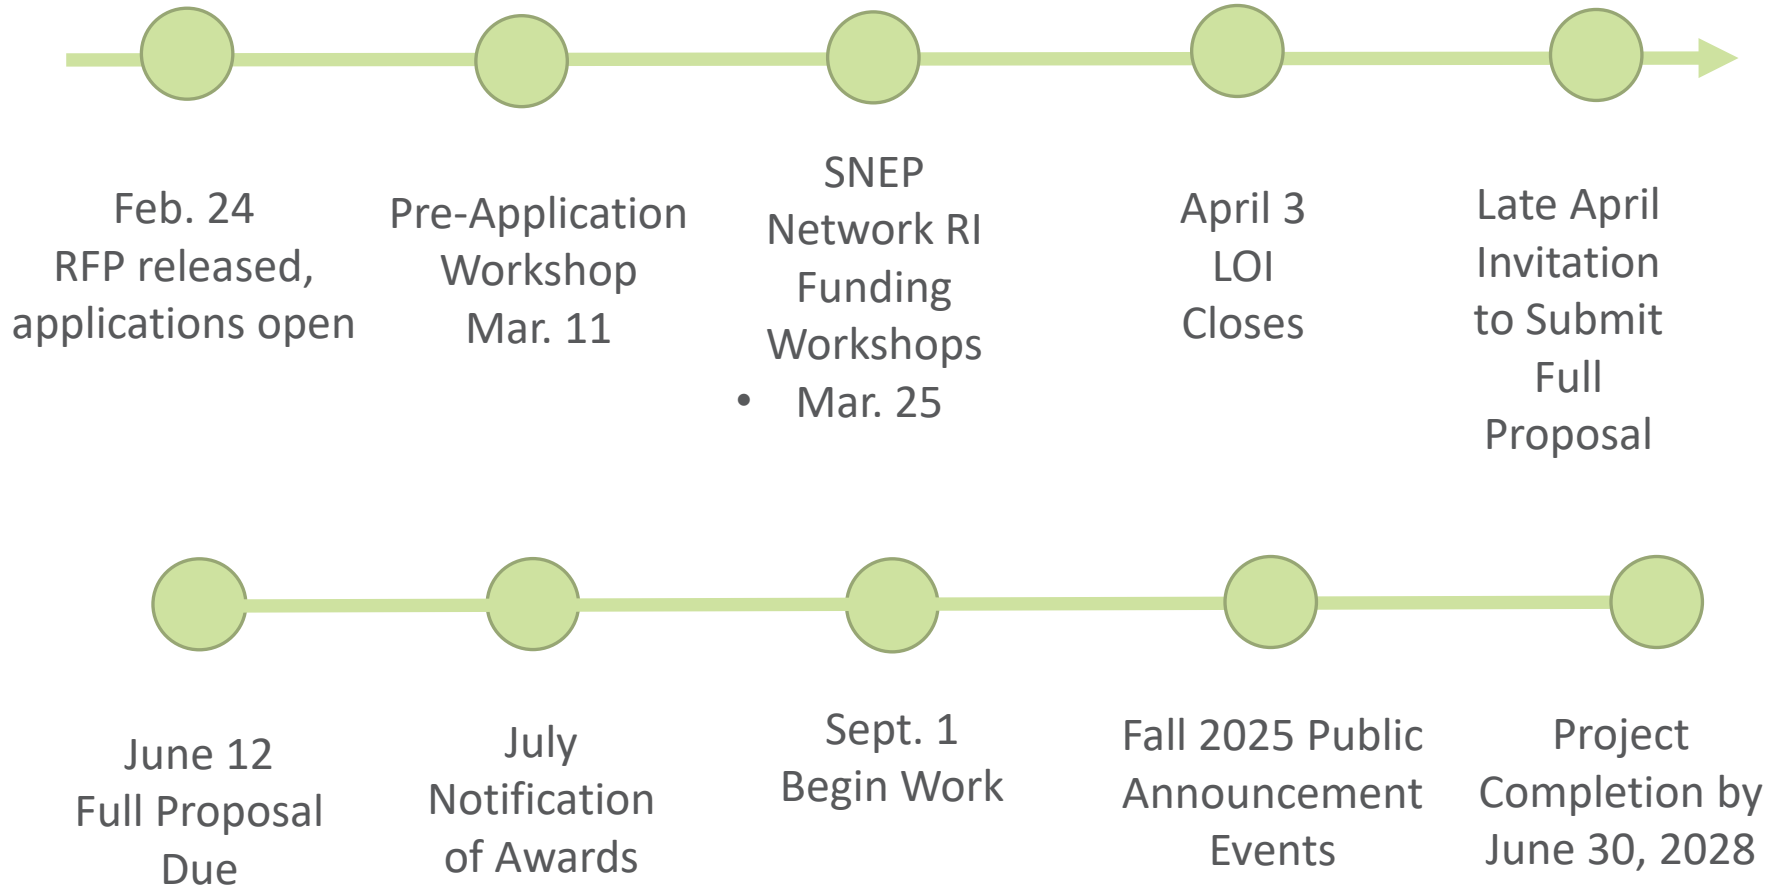 Feb. 24
RFP released,
applications open
Pre-Application
Workshop
Mar. 11
SNEP
Network RI
Funding
Workshops
• Mar. 25
April 3
LOI
Closes
Late April
Invitation
to Submit
Full
Proposal
June 12
Full Proposal
Due
July
Notification
of Awards
Sept. 1
Begin Work
Fall 2025 Public
Announcement
Events
Project
Completion by
June 30, 2028